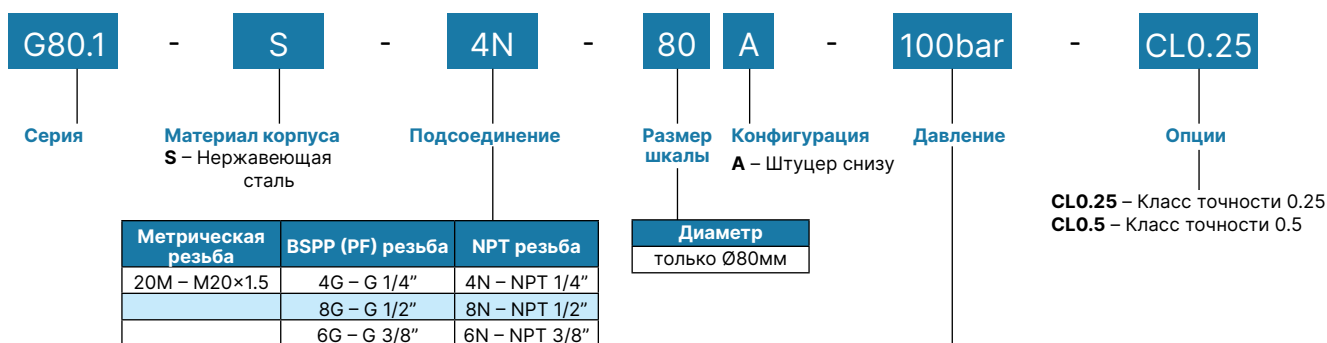 G80.1 - S - 4N - 80 A - 100bar - CL0.25
Серия
Материал корпуса
S – Нержавеющая
сталь
Подсоединение
Размер
шкалы
Конфигурация
A – Штуцер снизу
Давление
Опции
CL0.25 – Класс точности 0.25
CL0.5 – Класс точности 0.5
Метрическая
резьба
BSPP (PF) резьба
NPT резьба
20M – M20×1.5
4G – G 1/4”
4N – NPT 1/4”
8G – G 1/2”
8N – NPT 1/2”
6G – G 3/8”
6N – NPT 3/8”
Диаметр
только Ø80мм